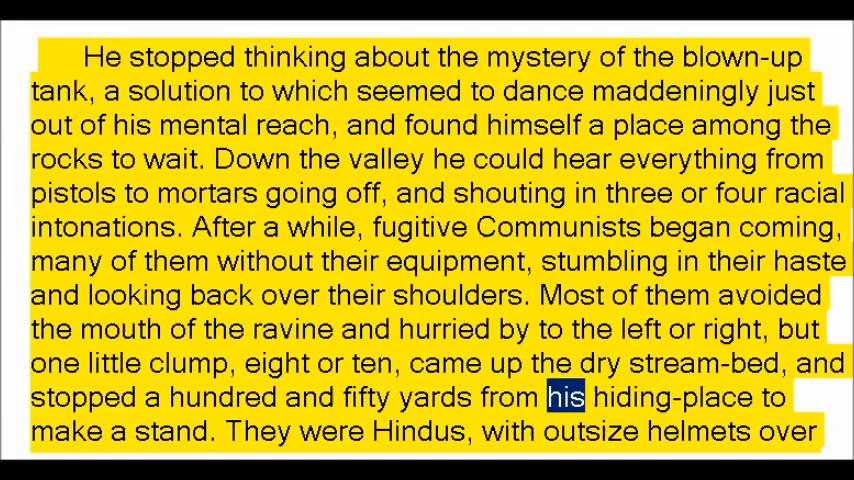 He stopped thinking about the mystery of the blown-up
tank, a solution to which seemed to dance maddeningly just
out of his mental reach, and found himself a place among the
rocks to wait. Down the valley he could hear everything from
pistols to mortars going off, and shouting in three or four racial
intonations. After a while, fugitive Communists began coming,
many of them without their equipment, stumbling in their haste
and looking back over their shoulders. Most of them avoided
the mouth of the ravine and hurried by to the left or right, but
one little clump, eight or ten, came up the dry stream-bed, and
stopped a hundred and fifty yards from his hiding-place to
make a stand. They were Hindus, with outsize helmets over